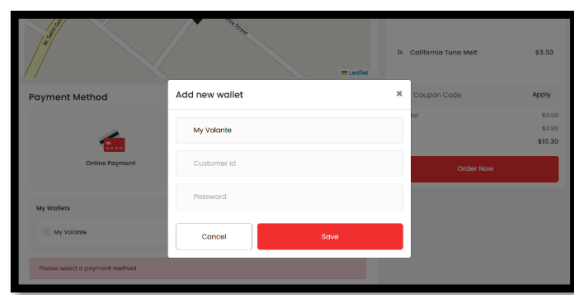 Street
Leaflet
1x California Tuna Melt $9.50
Payment Method
Add new wallet ×
Coupon Code Apply
My Volante
$9.50
$0.80
$10.30
Online Payment
Customer Id
Order Now
Password
My Wallets
My Volante
Cancel Save
Please select a payment method